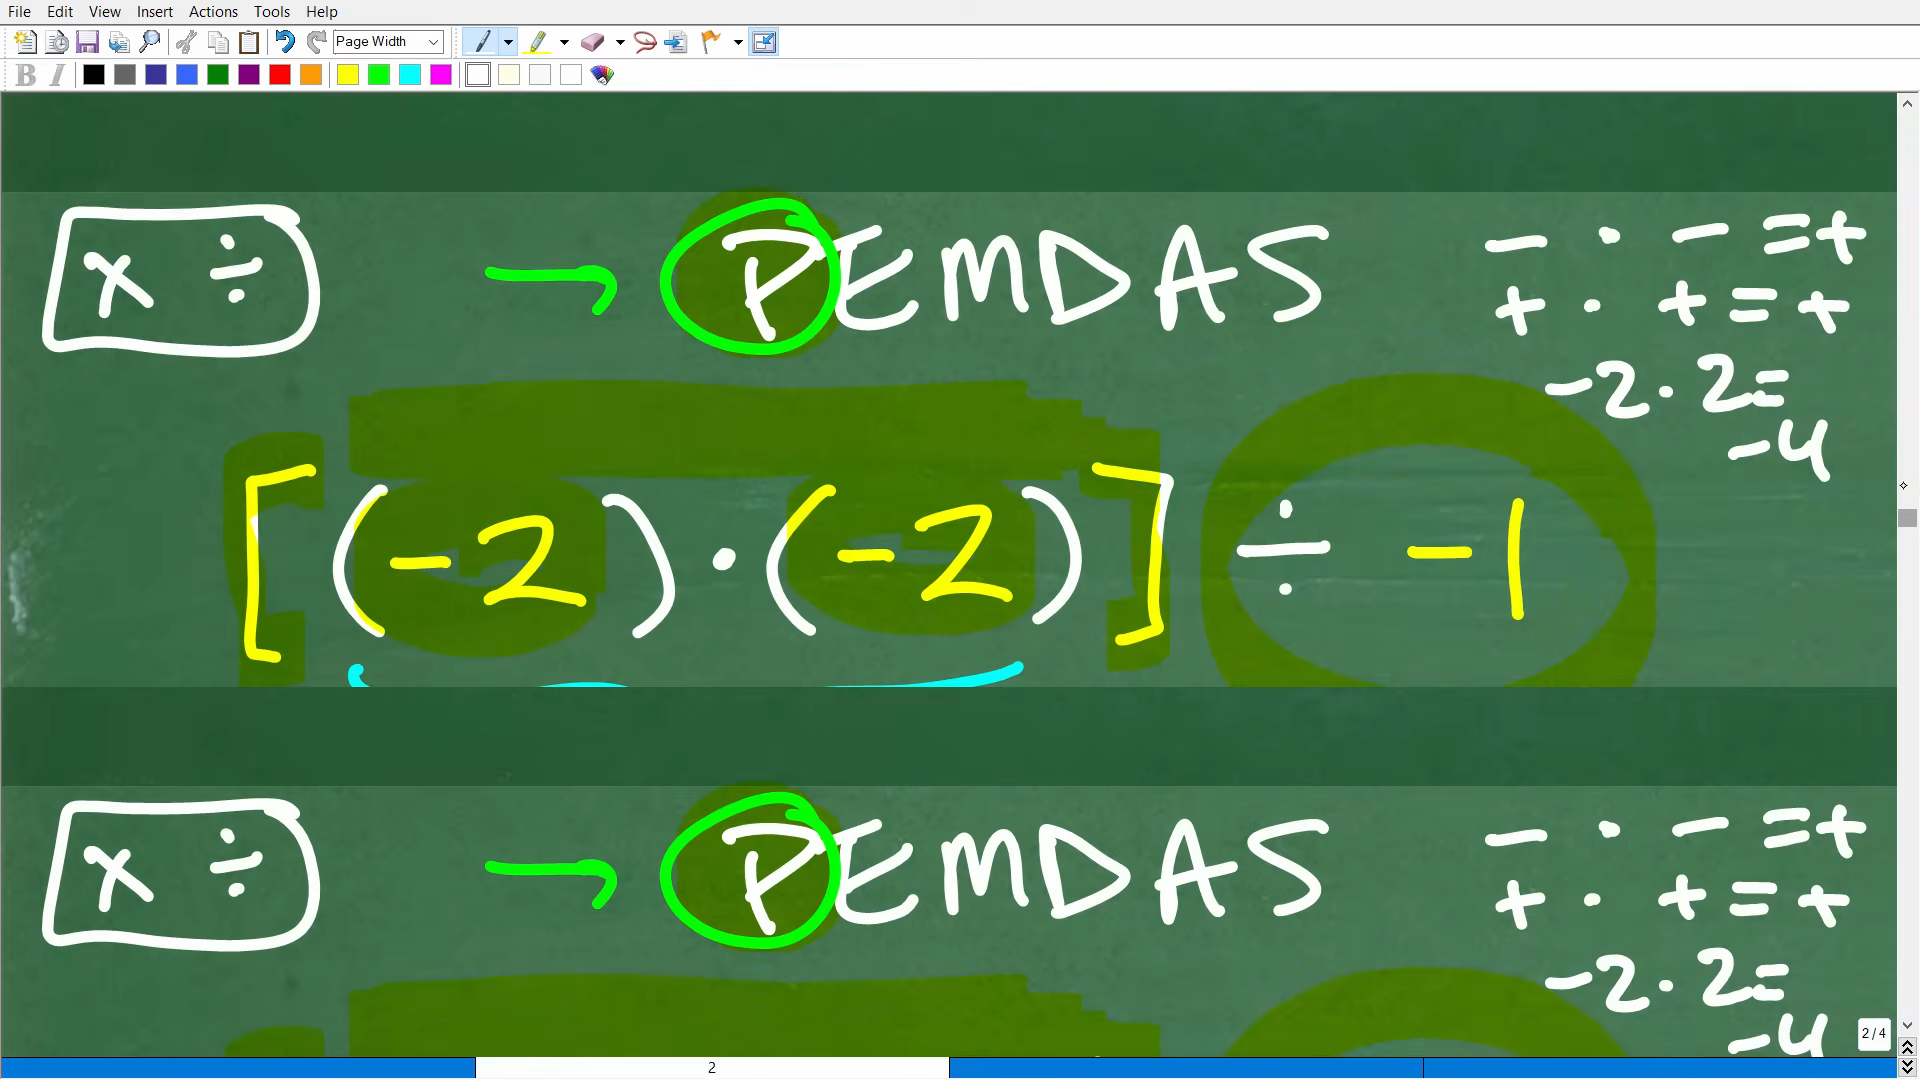 File Edit View Insert Actions Tools Help
Page Width
B I
x ÷ → PEMDAS - · - = +
+ · + = +
-2 · 2 =
-4
[(-2) · (-2)] ÷ -1
x ÷ → PEMDAS - · - = +
+ · + = +
-2 · 2 =
-4
2 / 4
2